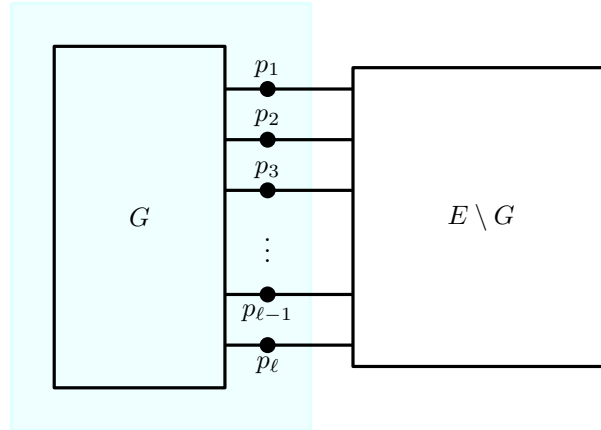 p₁
p₂
p₃
G
E \ G
⋮
pℓ₋₁
pℓ